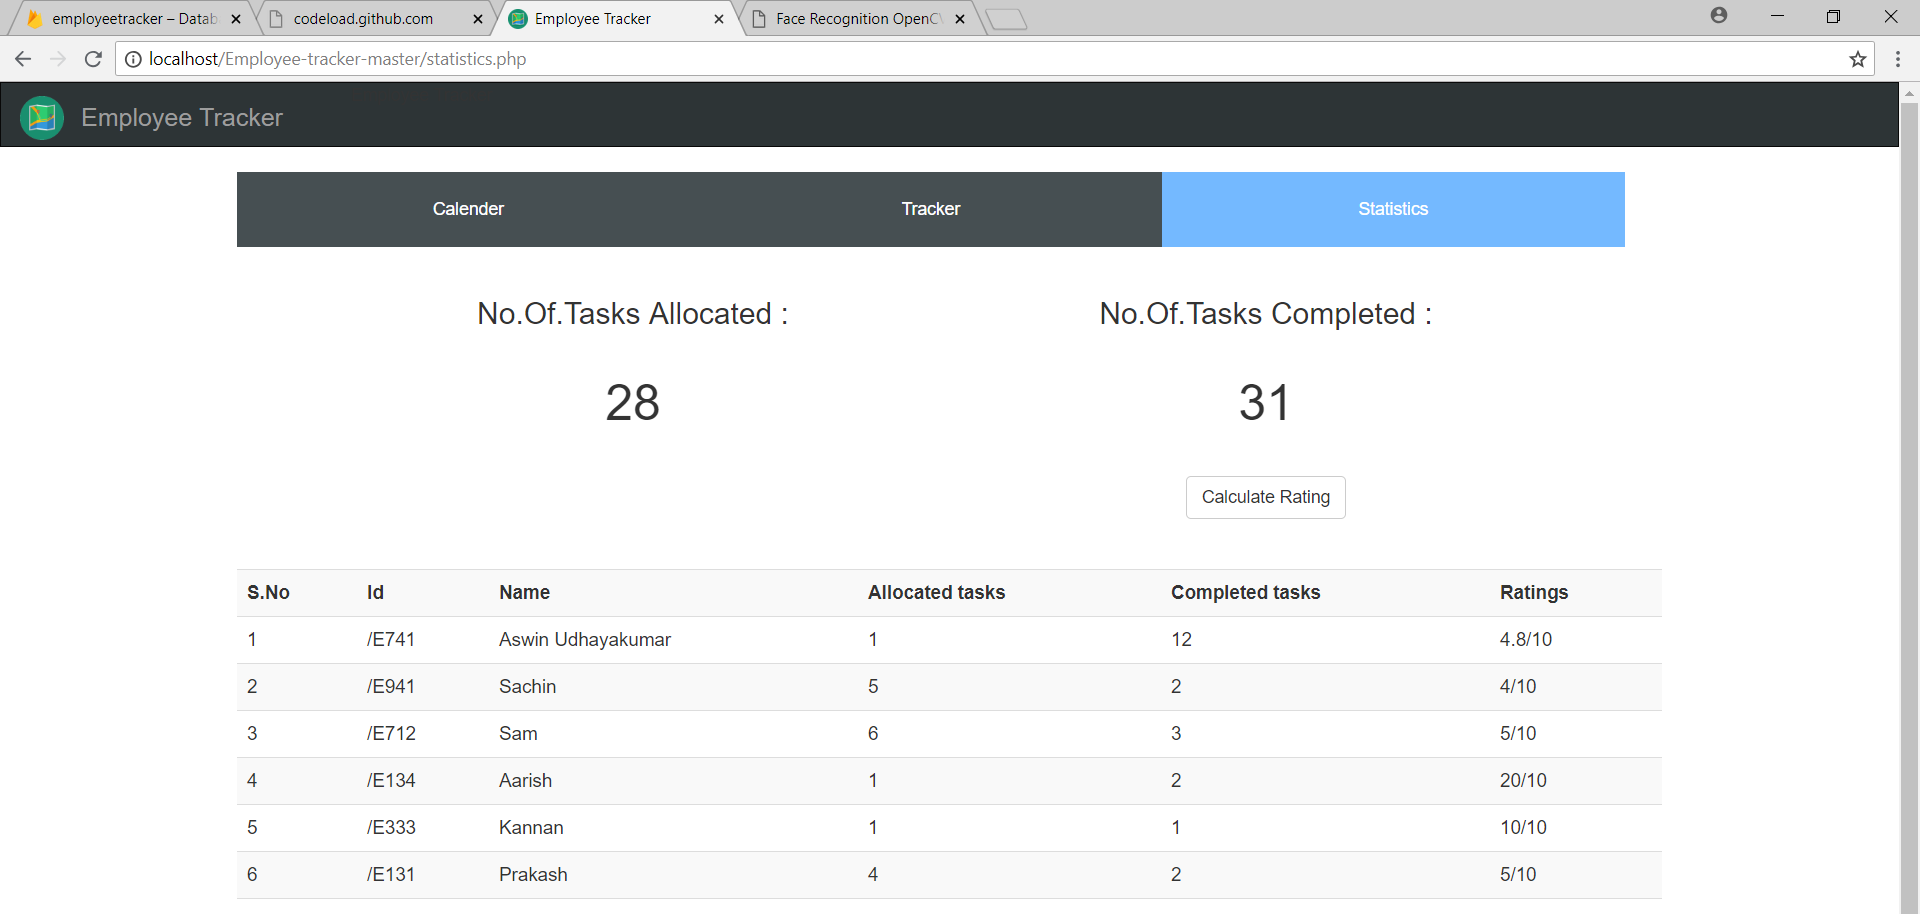 employeetracker – Datab
codeload.github.com
Employee Tracker
Face Recognition OpenC
localhost/Employee-tracker-master/statistics.php
Employee Tracker
Calender Tracker Statistics
No.Of.Tasks Allocated : No.Of.Tasks Completed :
28 31
Calculate Rating
S.No Id Name Allocated tasks Completed tasks Ratings
1 /E741 Aswin Udhayakumar 1 12 4.8/10
2 /E941 Sachin 5 2 4/10
3 /E712 Sam 6 3 5/10
4 /E134 Aarish 1 2 20/10
5 /E333 Kannan 1 1 10/10
6 /E131 Prakash 4 2 5/10